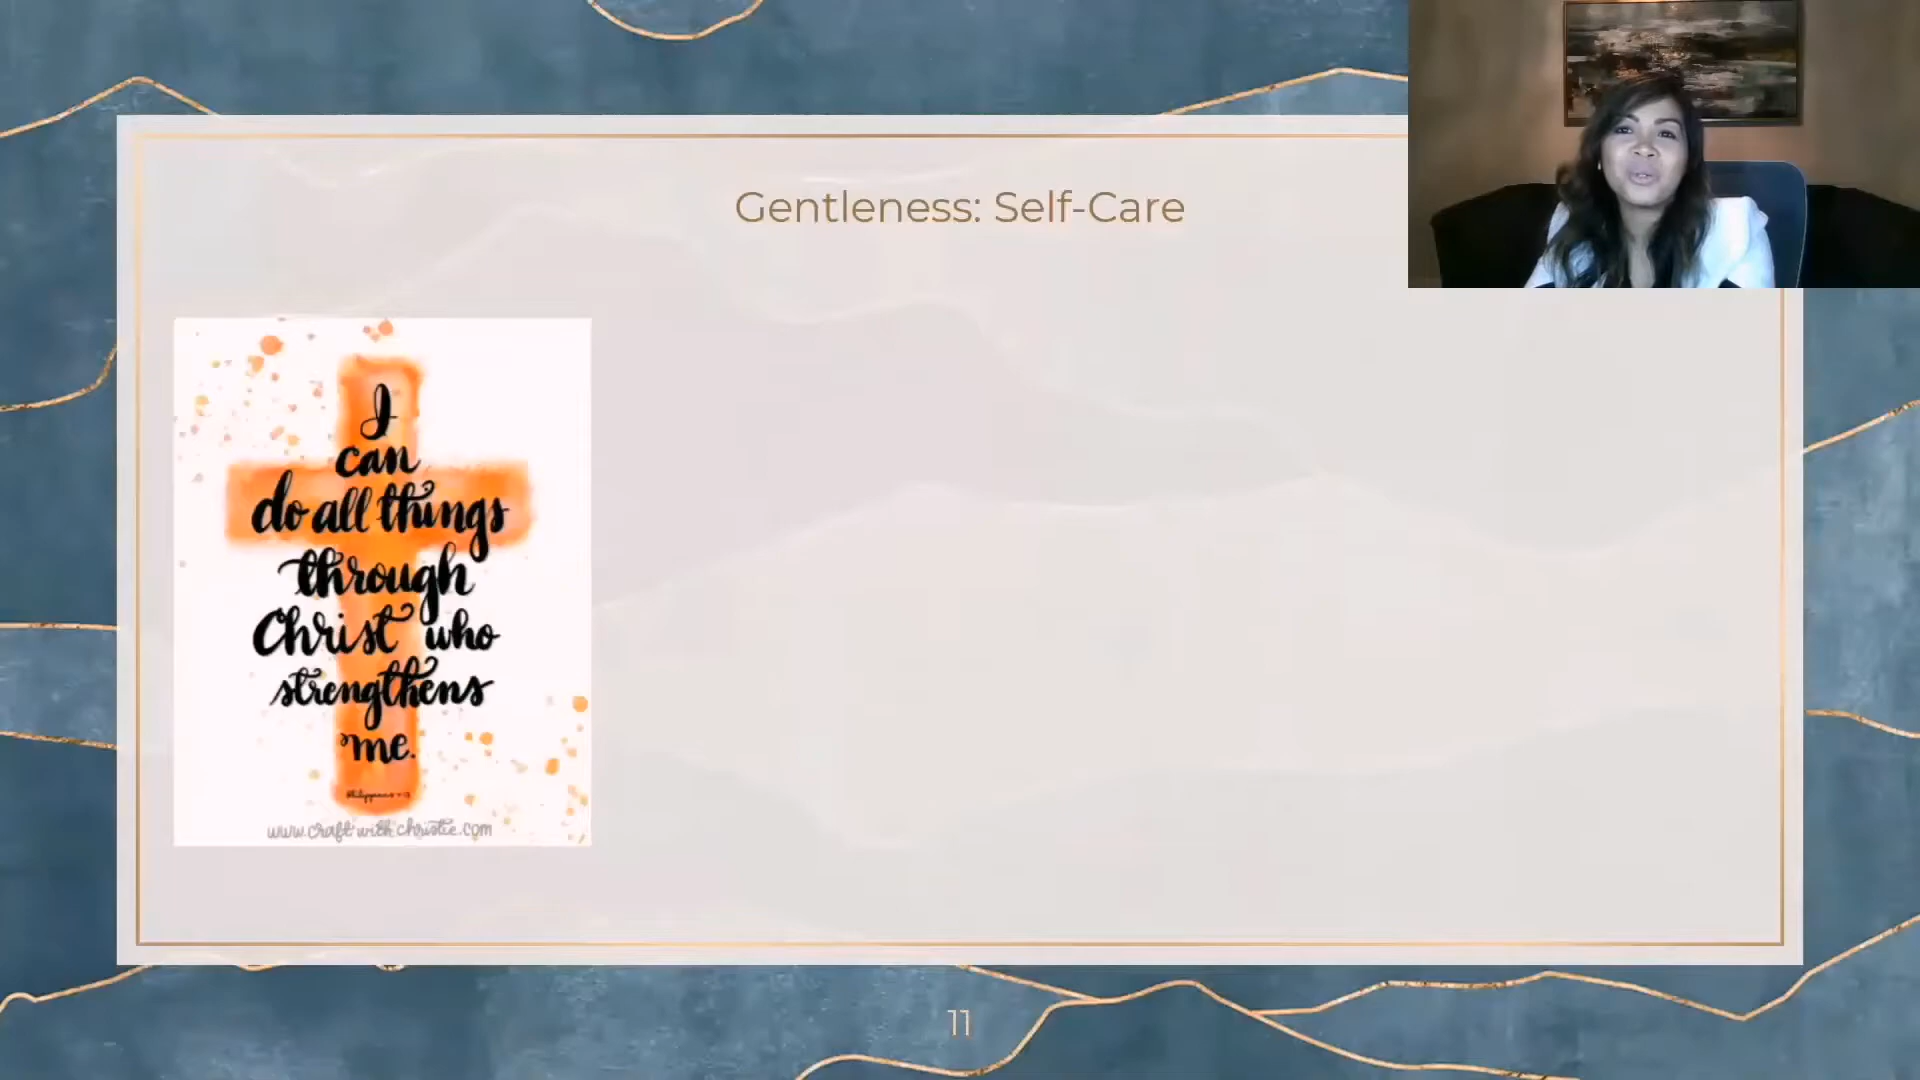 Gentleness: Self-Care
I
can
do all things
through
Christ who
strengthens
me.
www.craftwithchristie.com
11